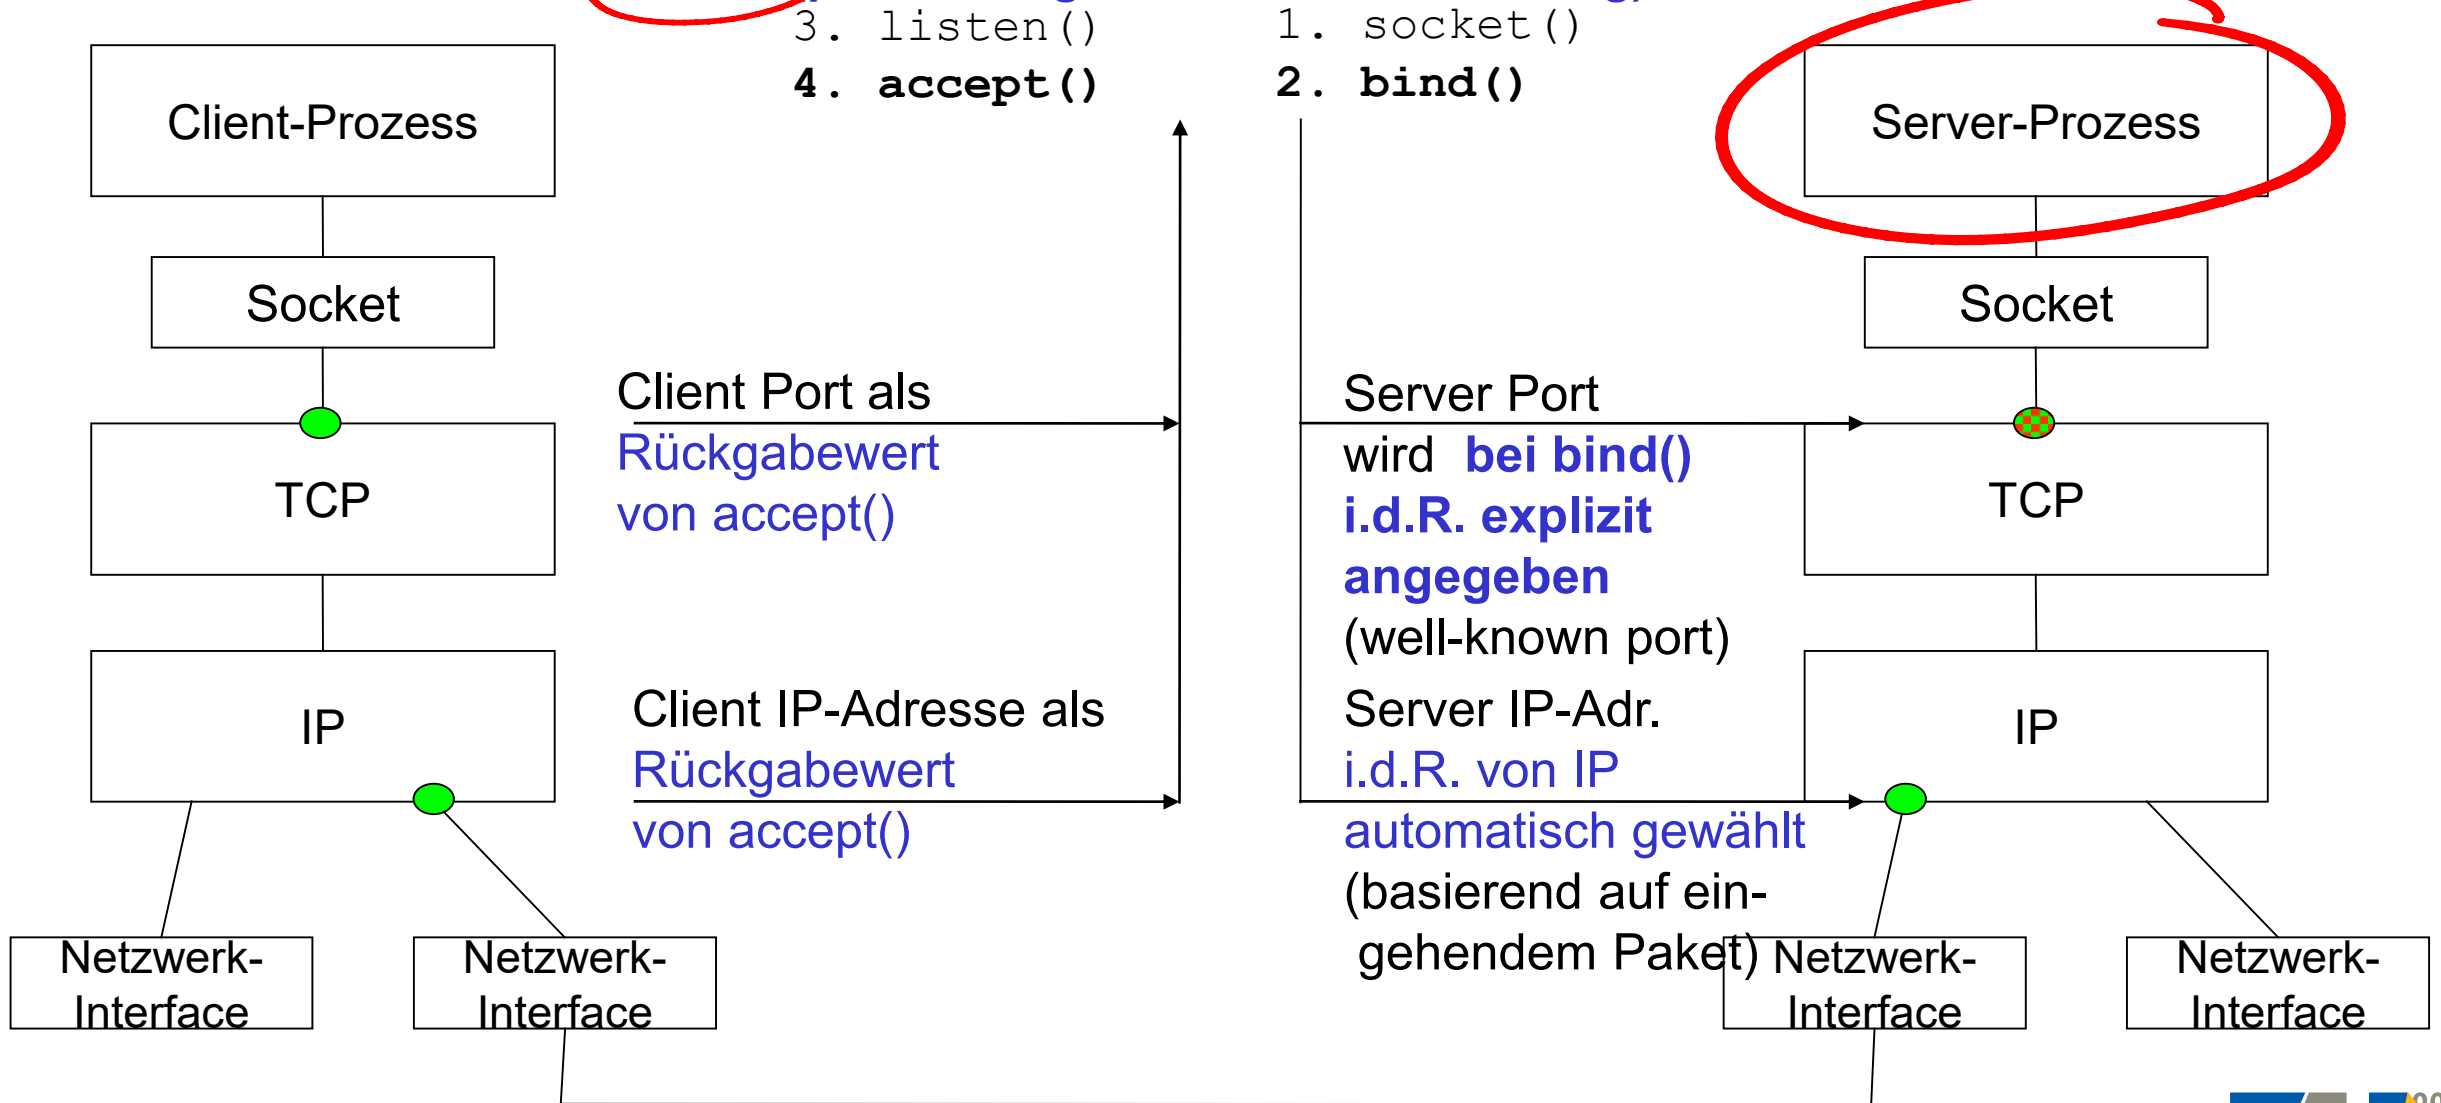 3. listen()
4. accept()
1. socket()
2. bind()
Client-Prozess
Server-Prozess
Socket
Socket
Client Port als
Rückgabewert
von accept()
Server Port
wird bei bind()
i.d.R. explizit
angegeben
(well-known port)
TCP
TCP
Client IP-Adresse als
Rückgabewert
von accept()
Server IP-Adr.
i.d.R. von IP
automatisch gewählt
(basierend auf ein-
gehendem Paket)
IP
IP
Netzwerk-
Interface
Netzwerk-
Interface
Netzwerk-
Interface
Netzwerk-
Interface